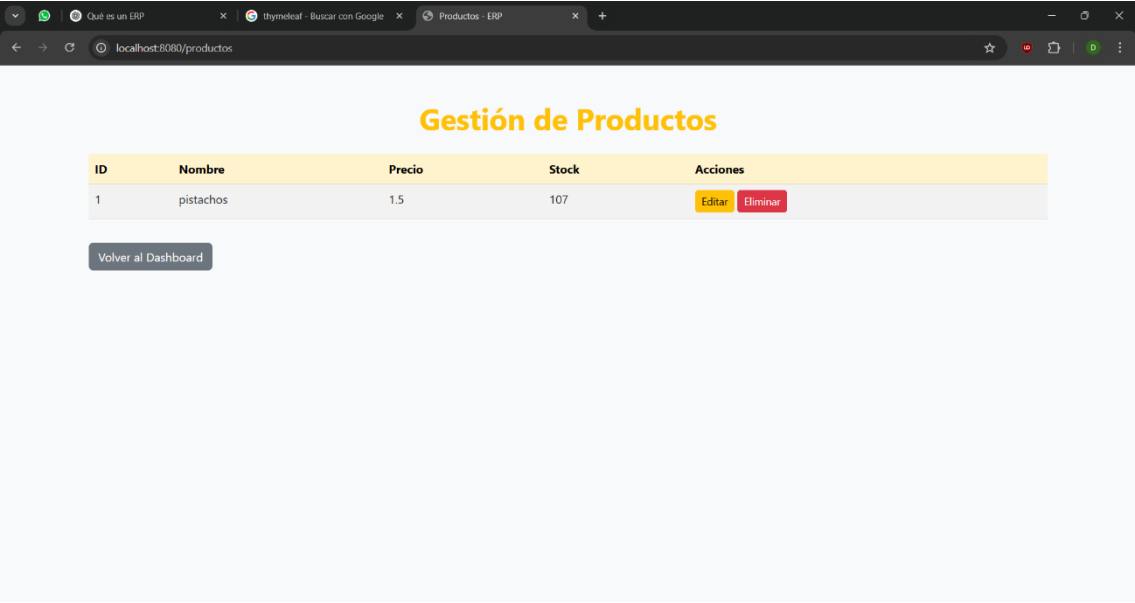 Qué es un ERP
thymeleaf - Buscar con Google
Productos - ERP
localhost:8080/productos
D
Gestión de Productos
ID Nombre Precio Stock Acciones
1 pistachos 1.5 107 Editar Eliminar
Volver al Dashboard